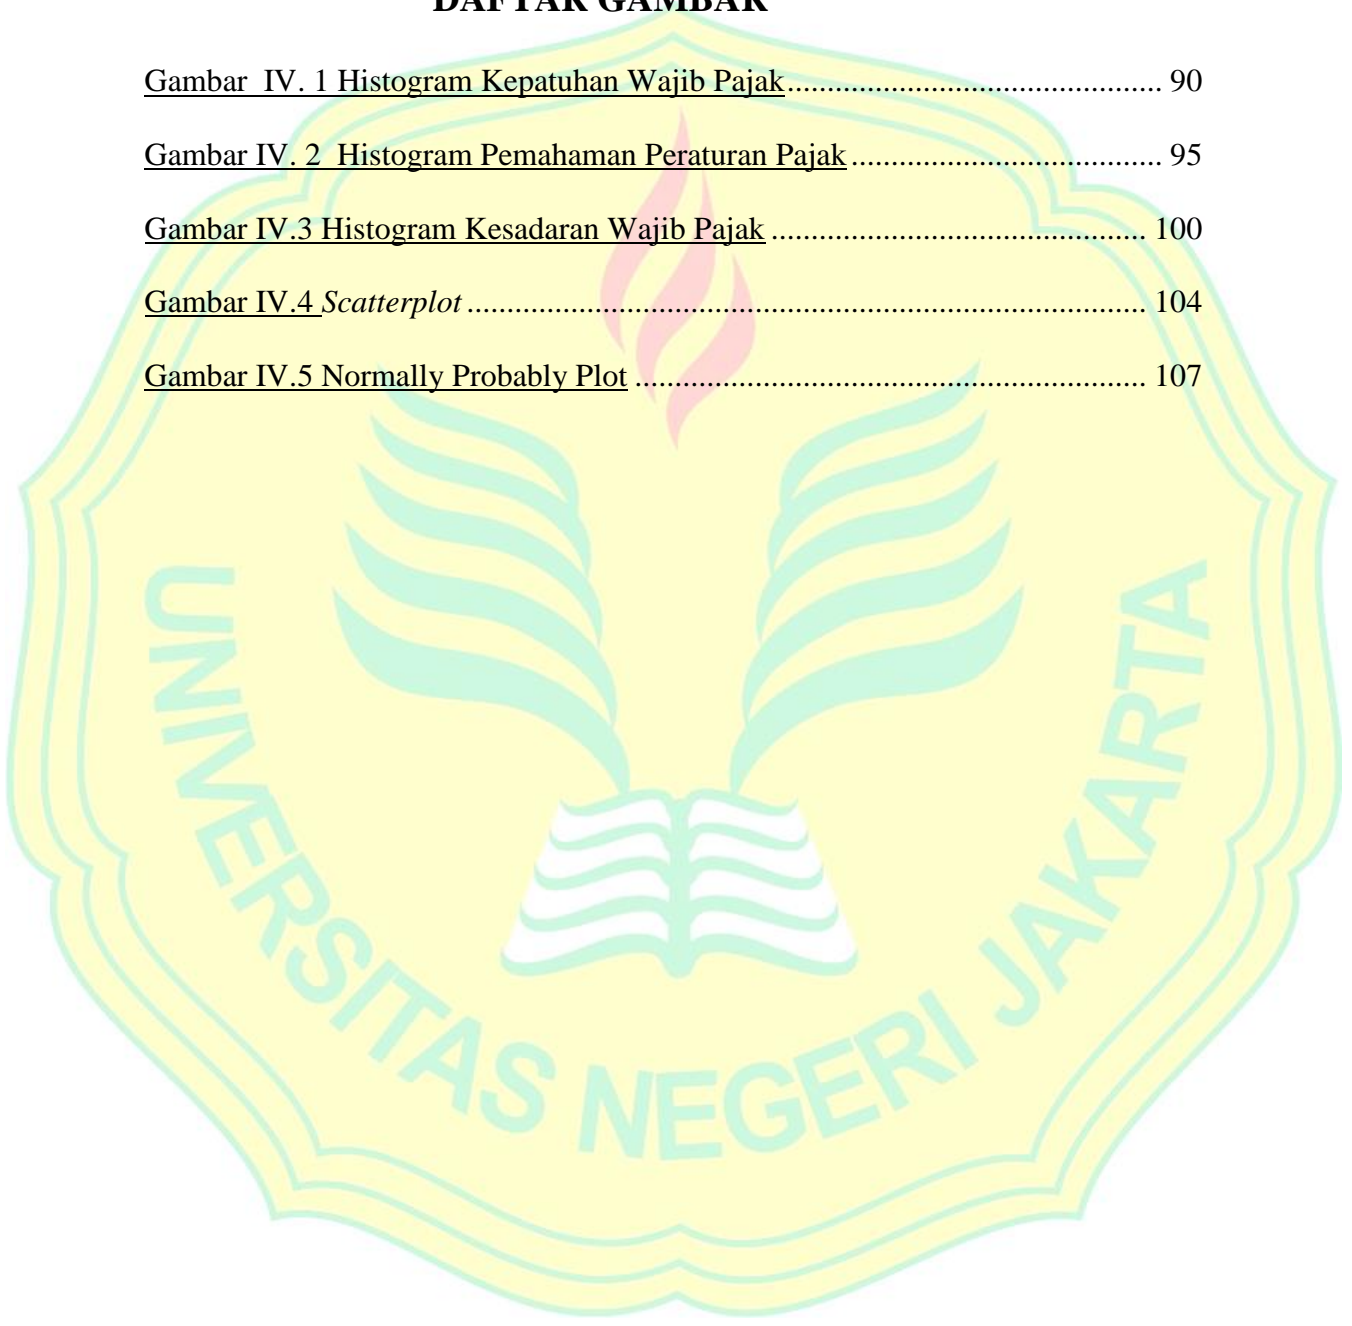 DAFTAR GAMBAR
Gambar  IV. 1 Histogram Kepatuhan Wajib Pajak................................................ 90
Gambar IV. 2  Histogram Pemahaman Peraturan Pajak........................................ 95
Gambar IV.3 Histogram Kesadaran Wajib Pajak ................................................ 100
Gambar IV.4 Scatterplot ....................................................................................... 104
Gambar IV.5 Normally Probably Plot ................................................................. 107
UNIVERSITAS NEGERI JAKARTA